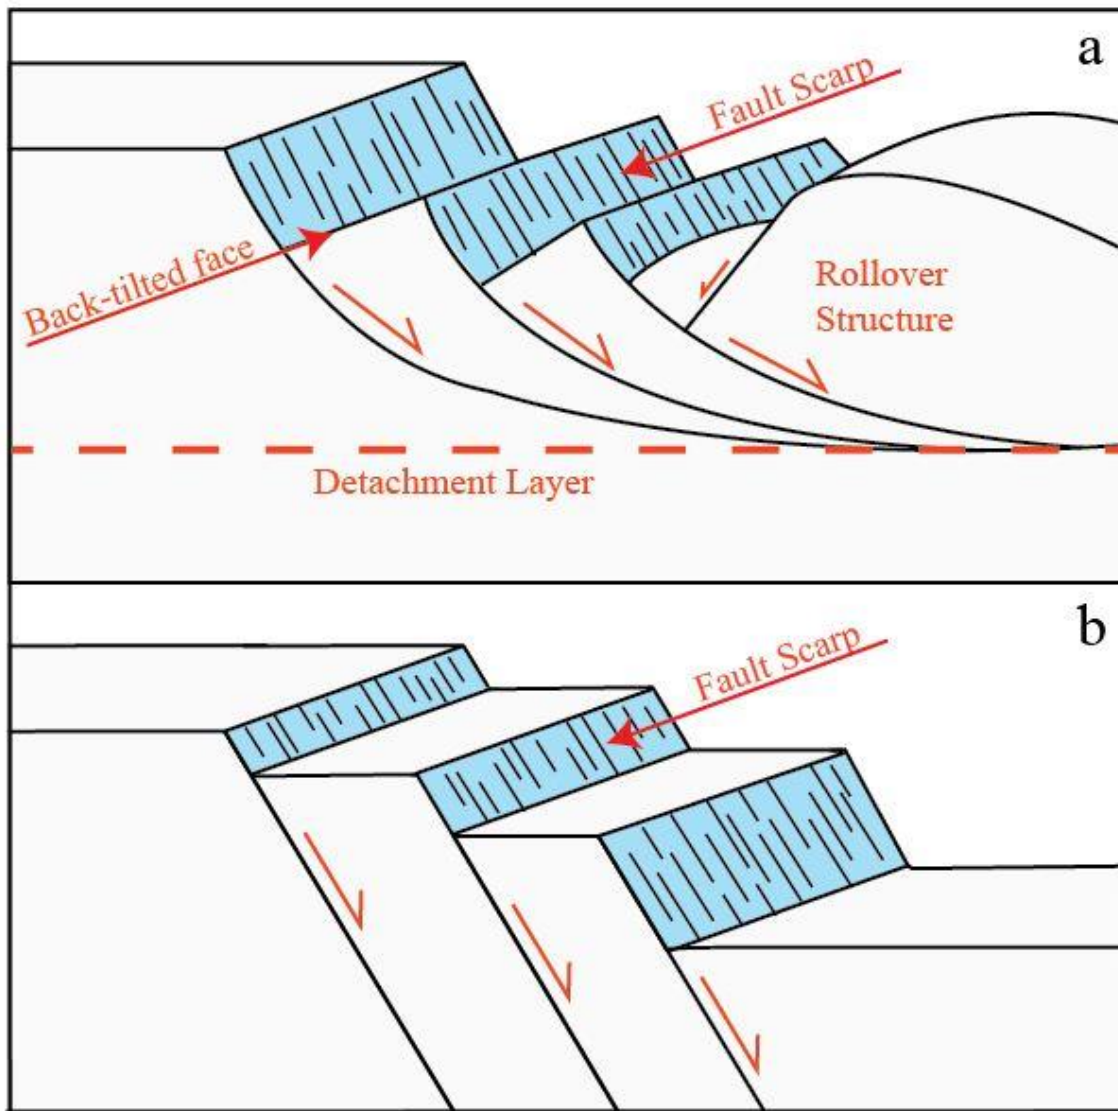 a
Fault Scarp
Back-tilted face
Rollover
Structure
Detachment Layer
b
Fault Scarp